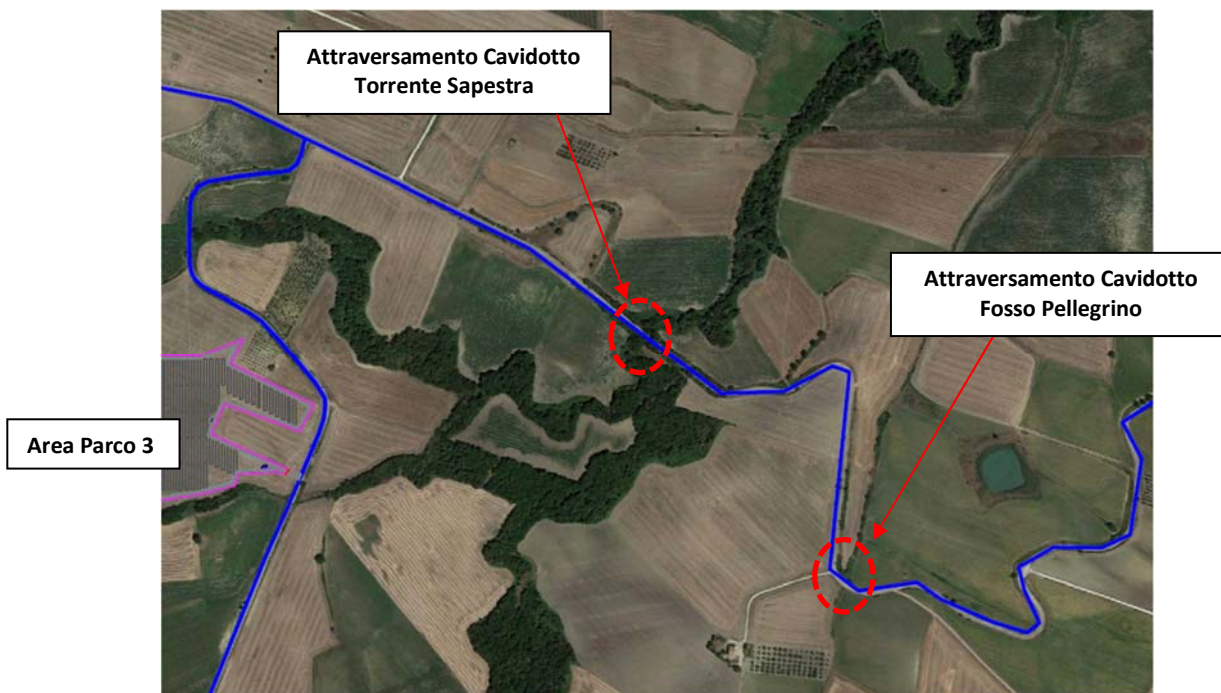 Attraversamento Cavidotto
Torrente Sapestra
Attraversamento Cavidotto
Fosso Pellegrino
Area Parco 3